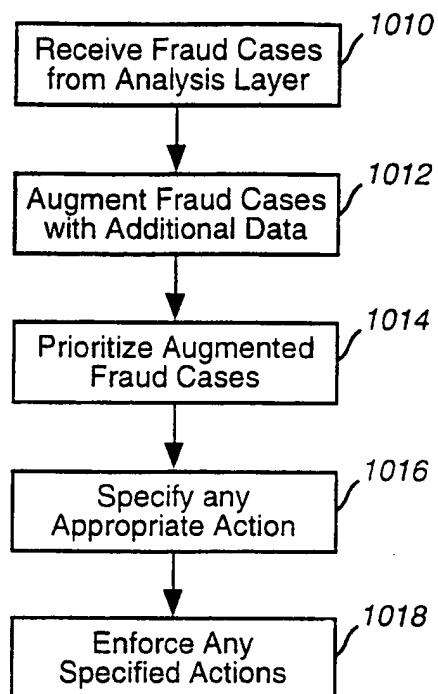 1010
Receive Fraud Cases
from Analysis Layer
1012
Augment Fraud Cases
with Additional Data
1014
Prioritize Augmented
Fraud Cases
1016
Specify any
Appropriate Action
1018
Enforce Any
Specified Actions